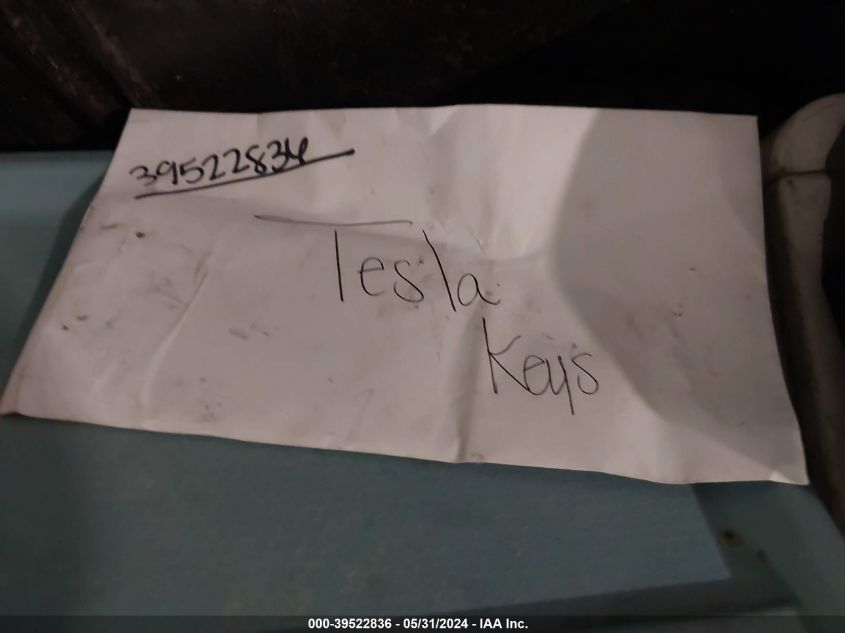 39522836
Tesla
Keys
000-39522836 - 05/31/2024 - IAA Inc.